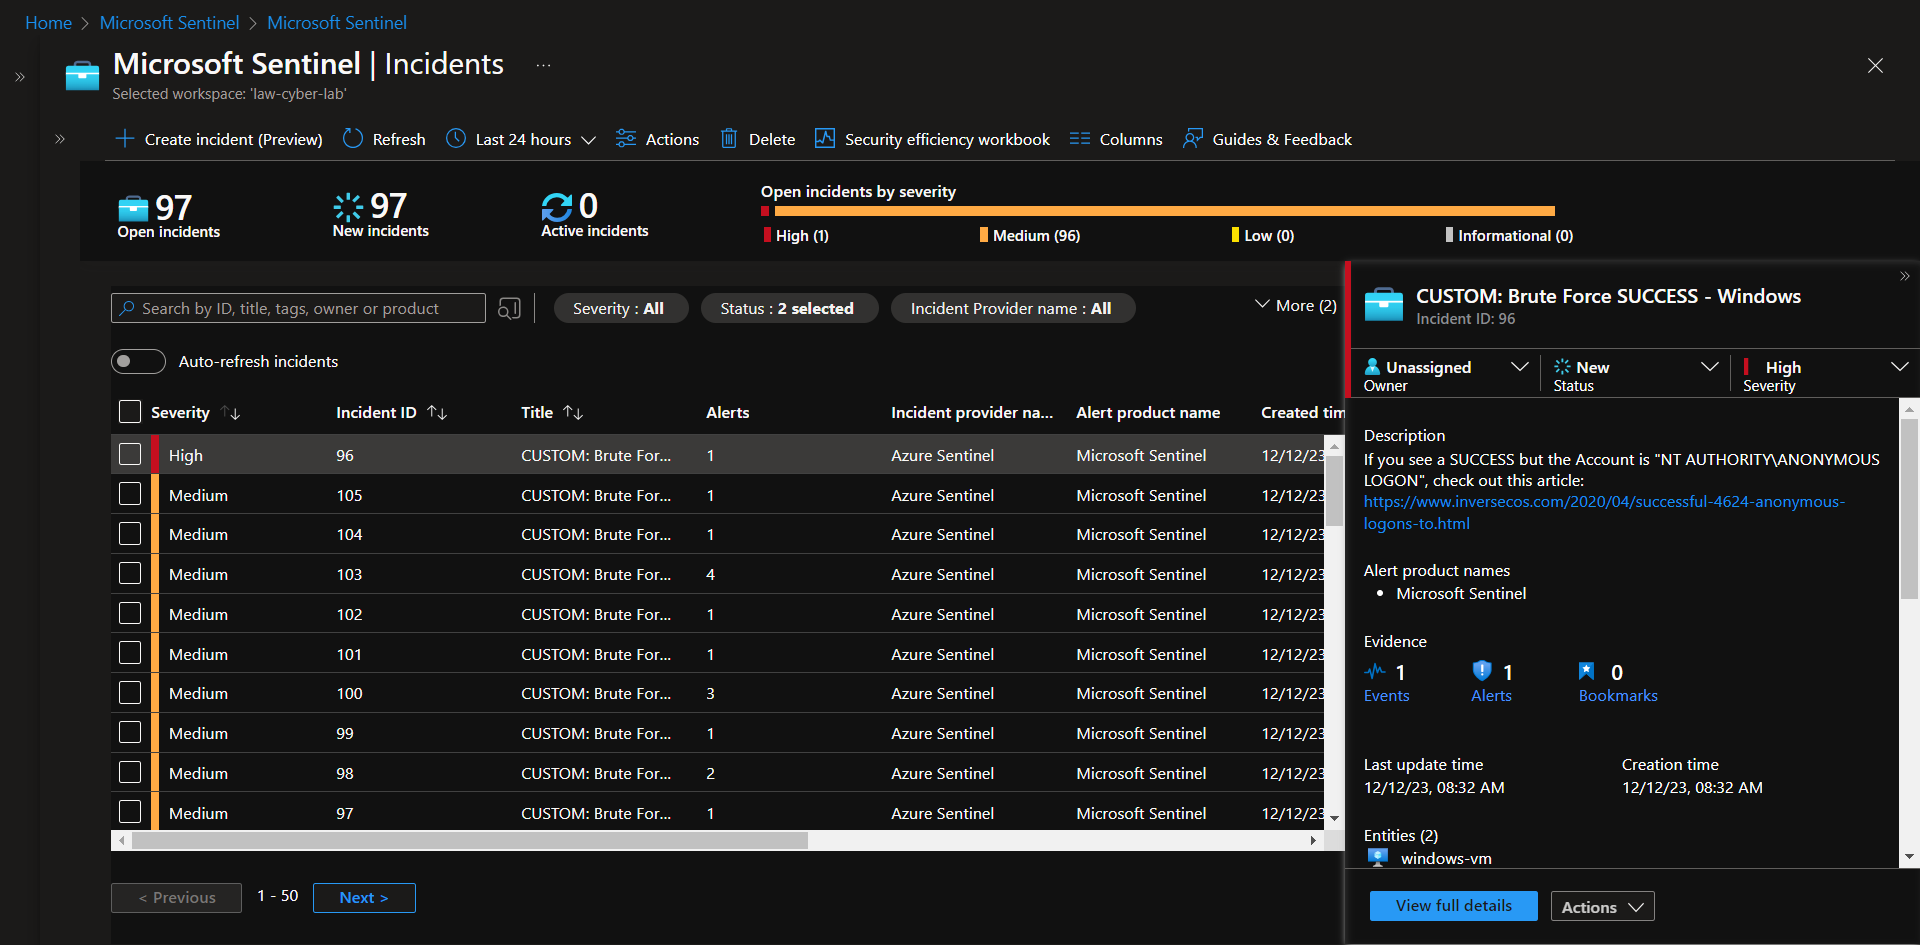 Home > Microsoft Sentinel > Microsoft Sentinel
Microsoft Sentinel | Incidents ...
Selected workspace: 'law-cyber-lab'
Create incident (Preview) Refresh Last 24 hours Actions Delete Security efficiency workbook Columns Guides & Feedback
97 97 0
Open incidents New incidents Active incidents
Open incidents by severity
High (1) Medium (96) Low (0) Informational (0)
Search by ID, title, tags, owner or product
Severity : All Status : 2 selected Incident Provider name : All More (2)
Auto-refresh incidents
Severity Incident ID Title Alerts Incident provider na... Alert product name Created tim
High 96 CUSTOM: Brute For... 1 Azure Sentinel Microsoft Sentinel 12/12/23
Medium 105 CUSTOM: Brute For... 1 Azure Sentinel Microsoft Sentinel 12/12/23
Medium 104 CUSTOM: Brute For... 1 Azure Sentinel Microsoft Sentinel 12/12/23
Medium 103 CUSTOM: Brute For... 4 Azure Sentinel Microsoft Sentinel 12/12/23
Medium 102 CUSTOM: Brute For... 1 Azure Sentinel Microsoft Sentinel 12/12/23
Medium 101 CUSTOM: Brute For... 1 Azure Sentinel Microsoft Sentinel 12/12/23
Medium 100 CUSTOM: Brute For... 3 Azure Sentinel Microsoft Sentinel 12/12/23
Medium 99 CUSTOM: Brute For... 1 Azure Sentinel Microsoft Sentinel 12/12/23
Medium 98 CUSTOM: Brute For... 2 Azure Sentinel Microsoft Sentinel 12/12/23
Medium 97 CUSTOM: Brute For... 1 Azure Sentinel Microsoft Sentinel 12/12/23
< Previous 1 - 50 Next >
CUSTOM: Brute Force SUCCESS - Windows
Incident ID: 96
Unassigned New High
Owner Status Severity
Description
If you see a SUCCESS but the Account is "NT AUTHORITY\ANONYMOUS
LOGON", check out this article:
https://www.inversecos.com/2020/04/successful-4624-anonymous-
logons-to.html
Alert product names
• Microsoft Sentinel
Evidence
1 1 0
Events Alerts Bookmarks
Last update time Creation time
12/12/23, 08:32 AM 12/12/23, 08:32 AM
Entities (2)
windows-vm
View full details Actions